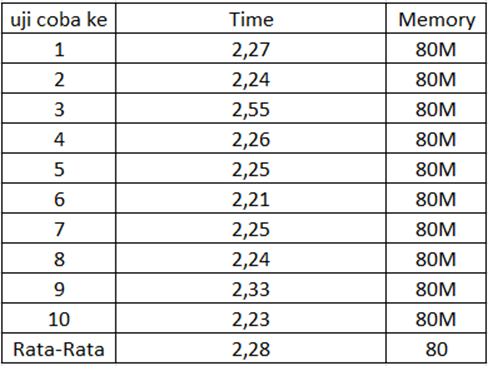 uji coba ke Time Memory
1 2,27 80M
2 2,24 80M
3 2,55 80M
4 2,26 80M
5 2,25 80M
6 2,21 80M
7 2,25 80M
8 2,24 80M
9 2,33 80M
10 2,23 80M
Rata-Rata 2,28 80